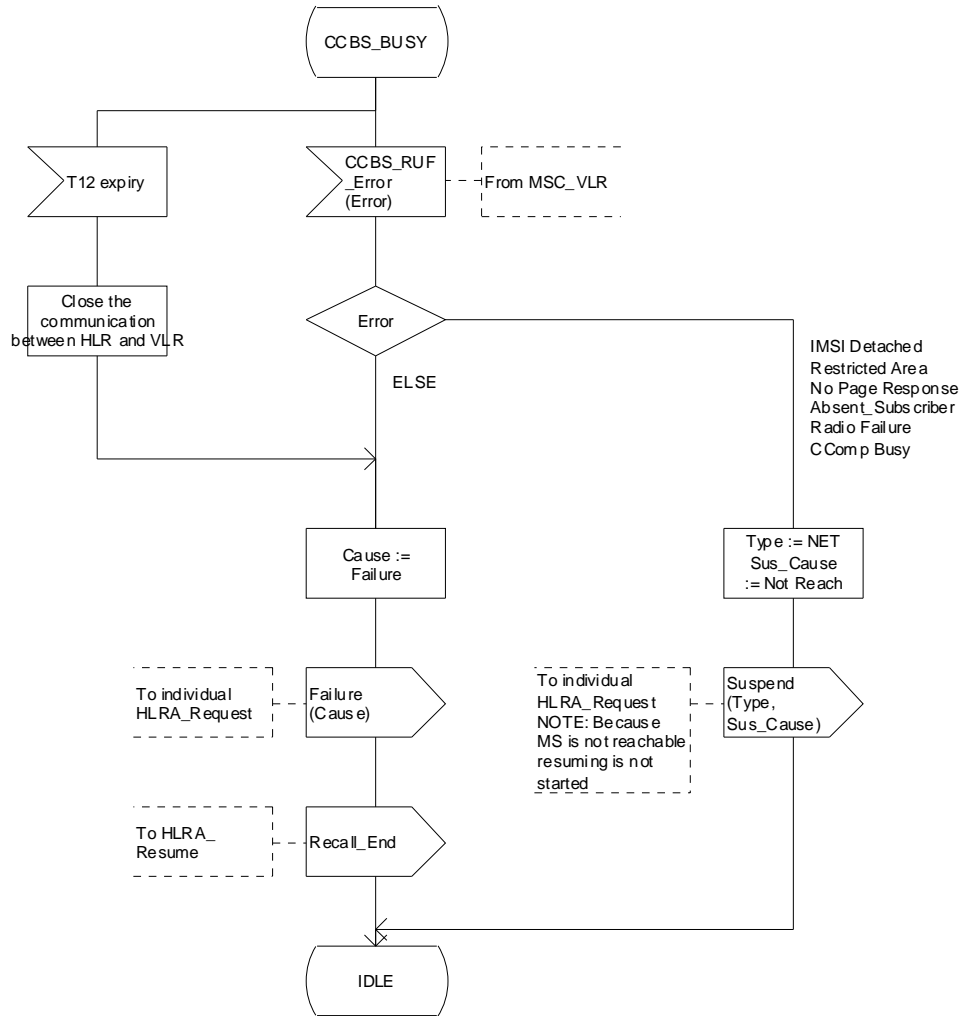 CCBS_BUSY
T12 expiry
CCBS_RUF
_Error
(Error)
From MSC_VLR
Close the
communication
between HLR and VLR
Error
ELSE
IMSI Detached
Restricted Area
No Page Response
Absent_Subscriber
Radio Failure
CComp Busy
Cause :=
Failure
Type := NET
Sus_Cause
:= Not Reach
To individual
HLRA_Request
Failure
(Cause)
To individual
HLRA_Request
NOTE: Because
MS is not reachable
resuming is not
started
Suspend
(Type,
Sus_Cause)
To HLRA_
Resume
Recall_End
IDLE